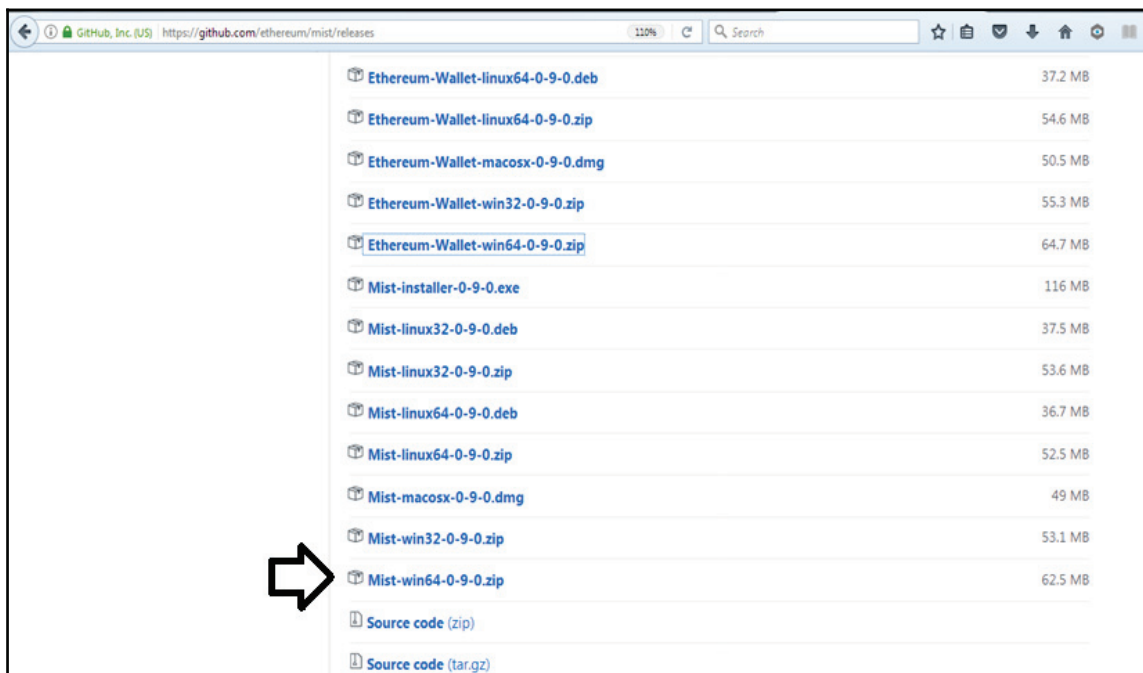 GitHub, Inc. (US) https://github.com/ethereum/mist/releases 110% Search
Ethereum-Wallet-linux64-0-9-0.deb 37.2 MB
Ethereum-Wallet-linux64-0-9-0.zip 54.6 MB
Ethereum-Wallet-macosx-0-9-0.dmg 50.5 MB
Ethereum-Wallet-win32-0-9-0.zip 55.3 MB
Ethereum-Wallet-win64-0-9-0.zip 64.7 MB
Mist-installer-0-9-0.exe 116 MB
Mist-linux32-0-9-0.deb 37.5 MB
Mist-linux32-0-9-0.zip 53.6 MB
Mist-linux64-0-9-0.deb 36.7 MB
Mist-linux64-0-9-0.zip 52.5 MB
Mist-macosx-0-9-0.dmg 49 MB
Mist-win32-0-9-0.zip 53.1 MB
Mist-win64-0-9-0.zip 62.5 MB
Source code (zip)
Source code (tar.gz)